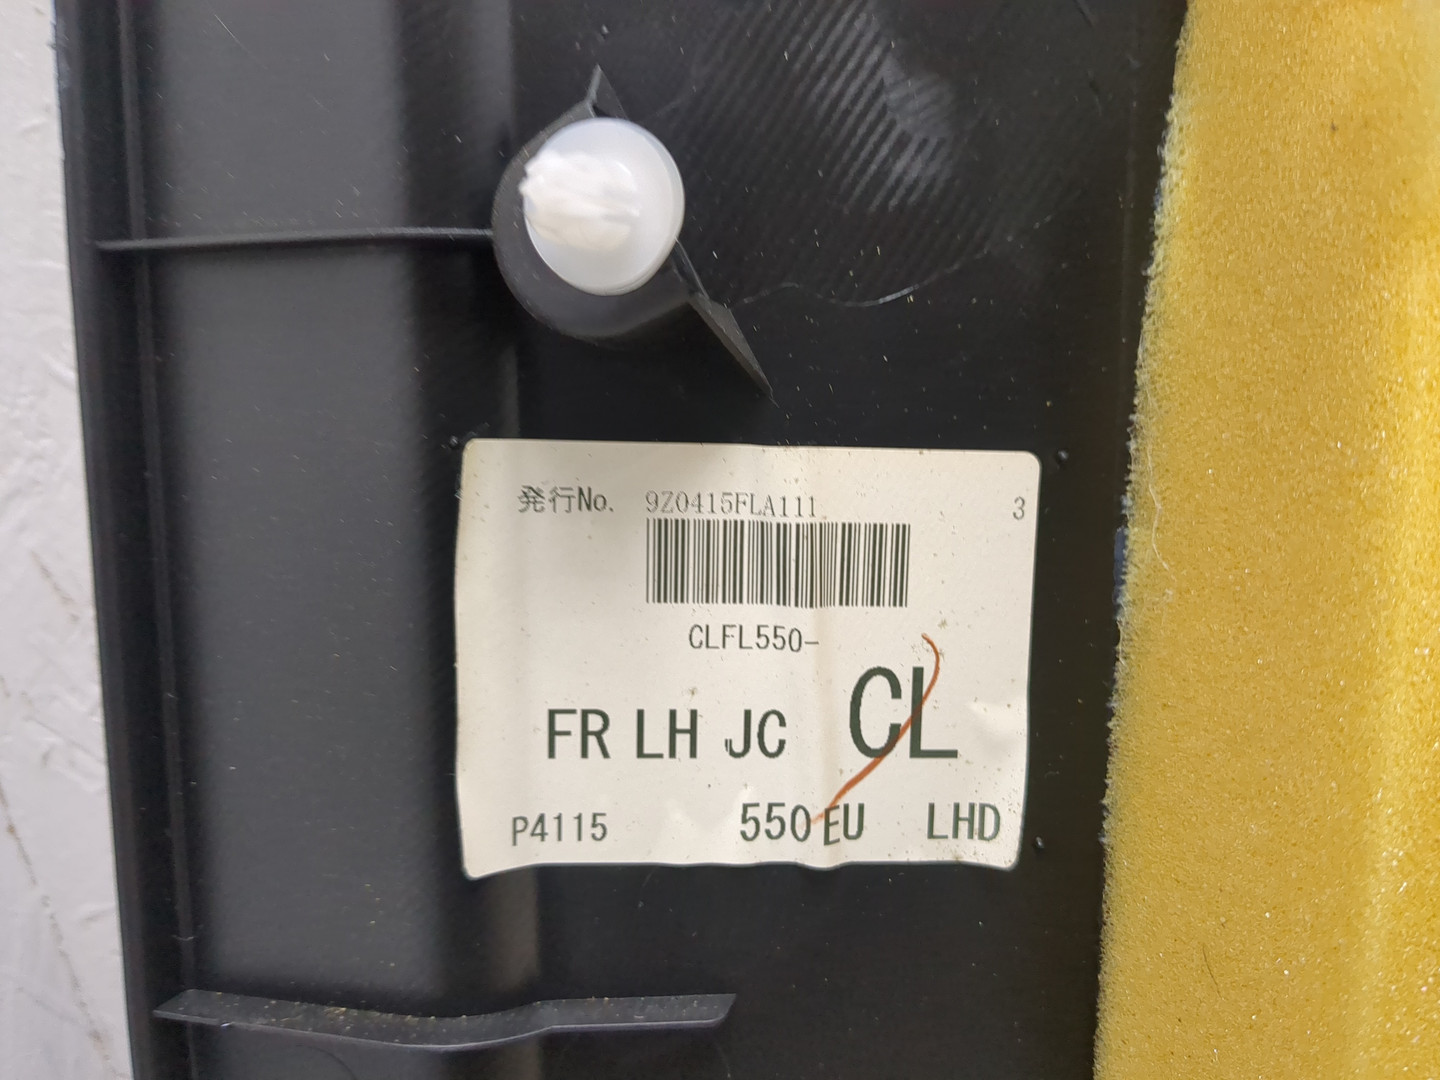 発行No. 9Z0415FLA111 3
CLFL550-
FR LH JC CL
P4115 550 EU LHD